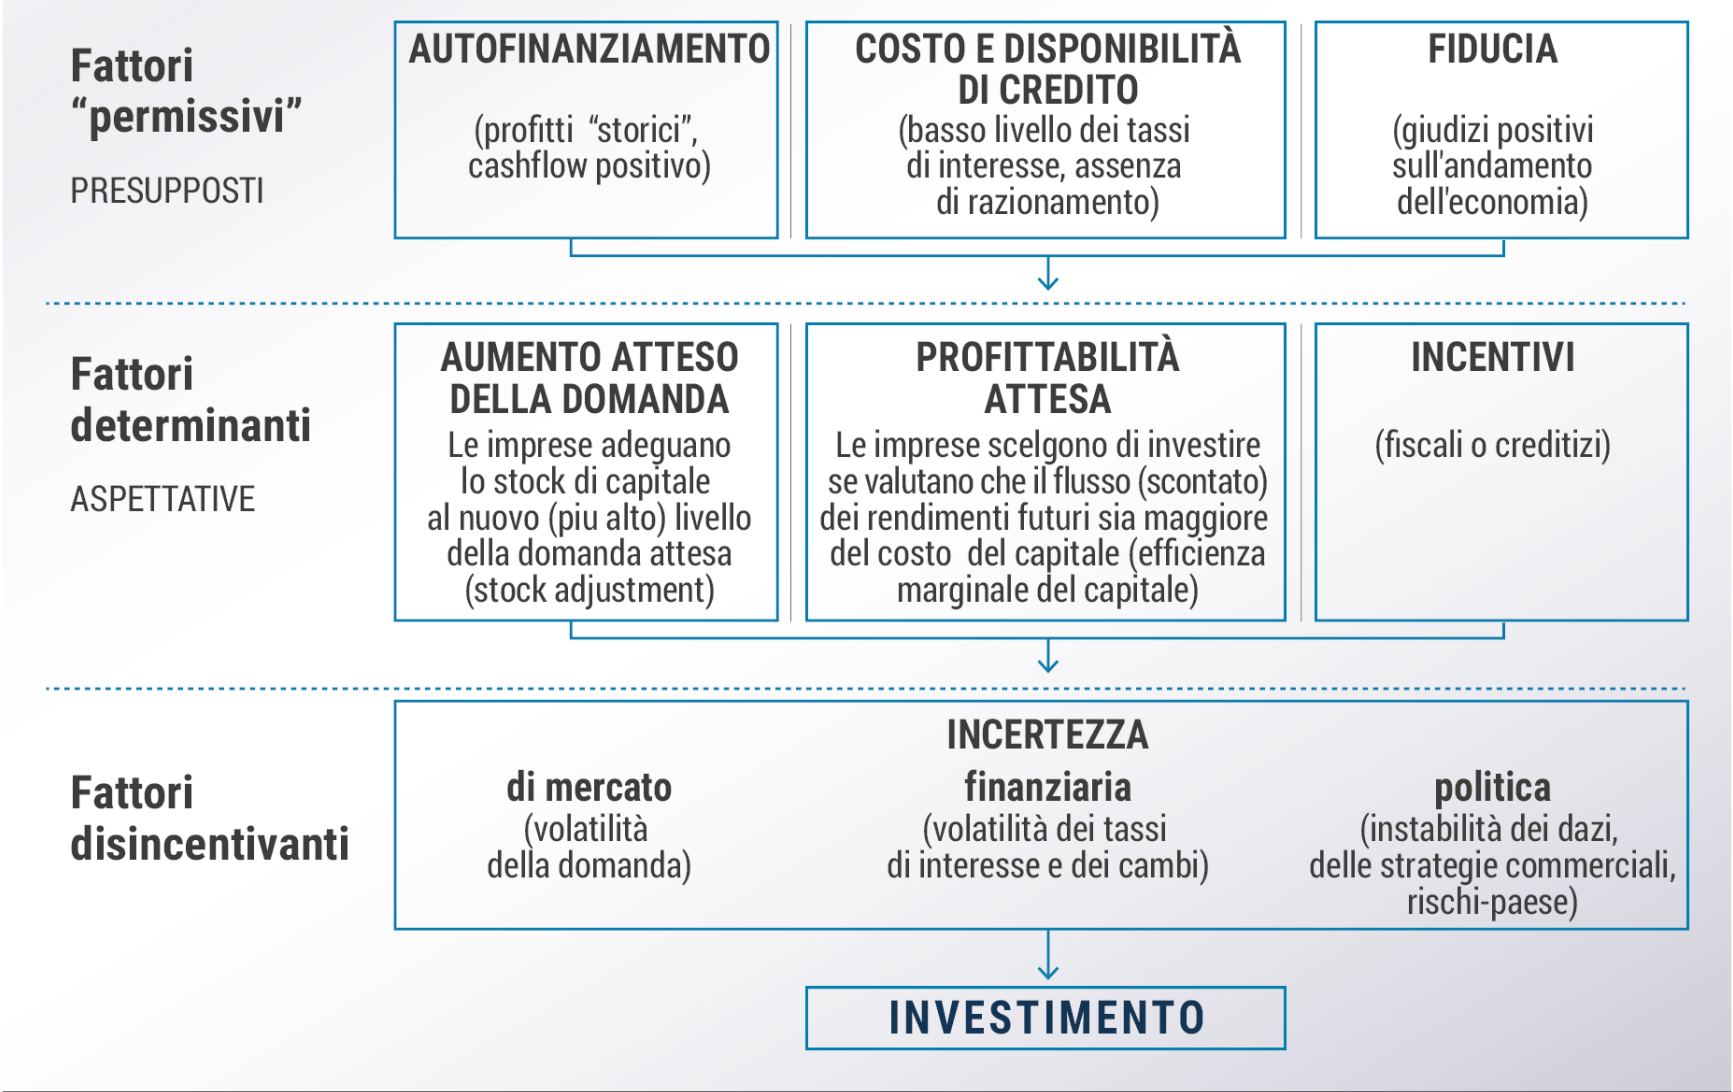 Fattori
“permissivi”
PRESUPPOSTI
AUTOFINANZIAMENTO
(profitti “storici”,
cashflow positivo)
COSTO E DISPONIBILITÀ
DI CREDITO
(basso livello dei tassi
di interesse, assenza
di razionamento)
FIDUCIA
(giudizi positivi
sull'andamento
dell'economia)
Fattori
determinanti
ASPETTATIVE
AUMENTO ATTESO
DELLA DOMANDA
Le imprese adeguano
lo stock di capitale
al nuovo (piu alto) livello
della domanda attesa
(stock adjustment)
PROFITTABILITÀ
ATTESA
Le imprese scelgono di investire
se valutano che il flusso (scontato)
dei rendimenti futuri sia maggiore
del costo del capitale (efficienza
marginale del capitale)
INCENTIVI
(fiscali o creditizi)
Fattori
disincentivanti
INCERTEZZA
di mercato
(volatilità
della domanda)
finanziaria
(volatilità dei tassi
di interesse e dei cambi)
politica
(instabilità dei dazi,
delle strategie commerciali,
rischi-paese)
INVESTIMENTO